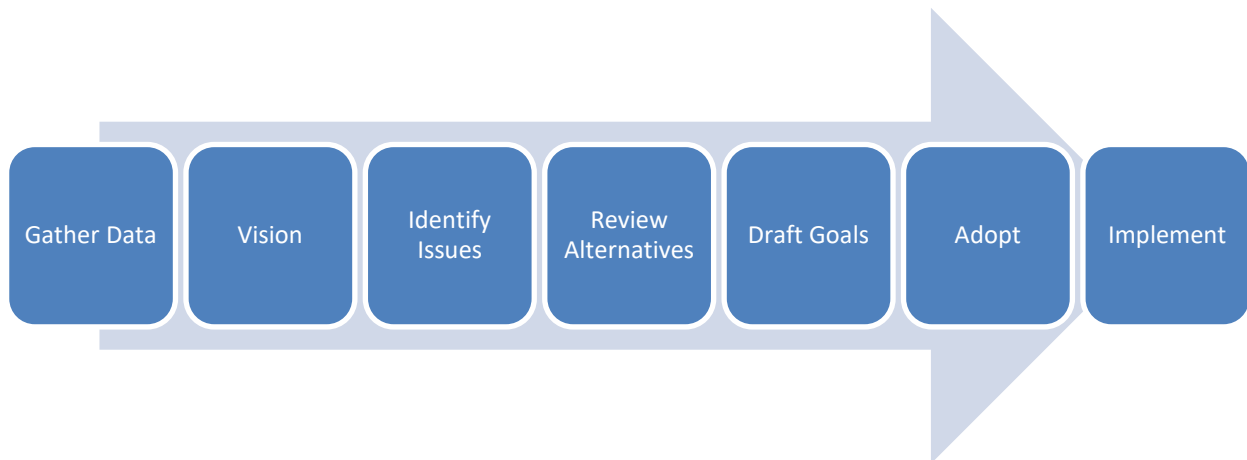 Gather Data
Vision
Identify
Issues
Review
Alternatives
Draft Goals
Adopt
Implement